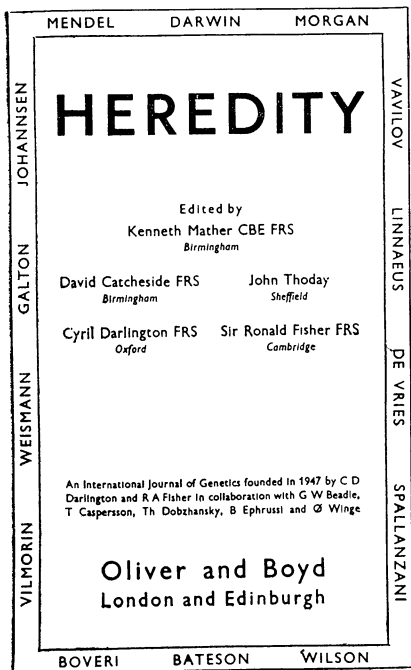 MENDEL DARWIN MORGAN
JOHANNSEN
GALTON
WEISMANN
VILMORIN
HEREDITY
Edited by
Kenneth Mather CBE FRS
Birmingham
David Catcheside FRS John Thoday
Birmingham Sheffield
Cyril Darlington FRS Sir Ronald Fisher FRS
Oxford Cambridge
An International Journal of Genetics founded in 1947 by C D
Darlington and R A Fisher in collaboration with G W Beadle,
T Caspersson, Th Dobzhansky, B Ephrussi and Ø Winge
Oliver and Boyd
London and Edinburgh
VAVILOV
LINNAEUS
DE VRIES
SPALLANZANI
BOVERI BATESON WILSON